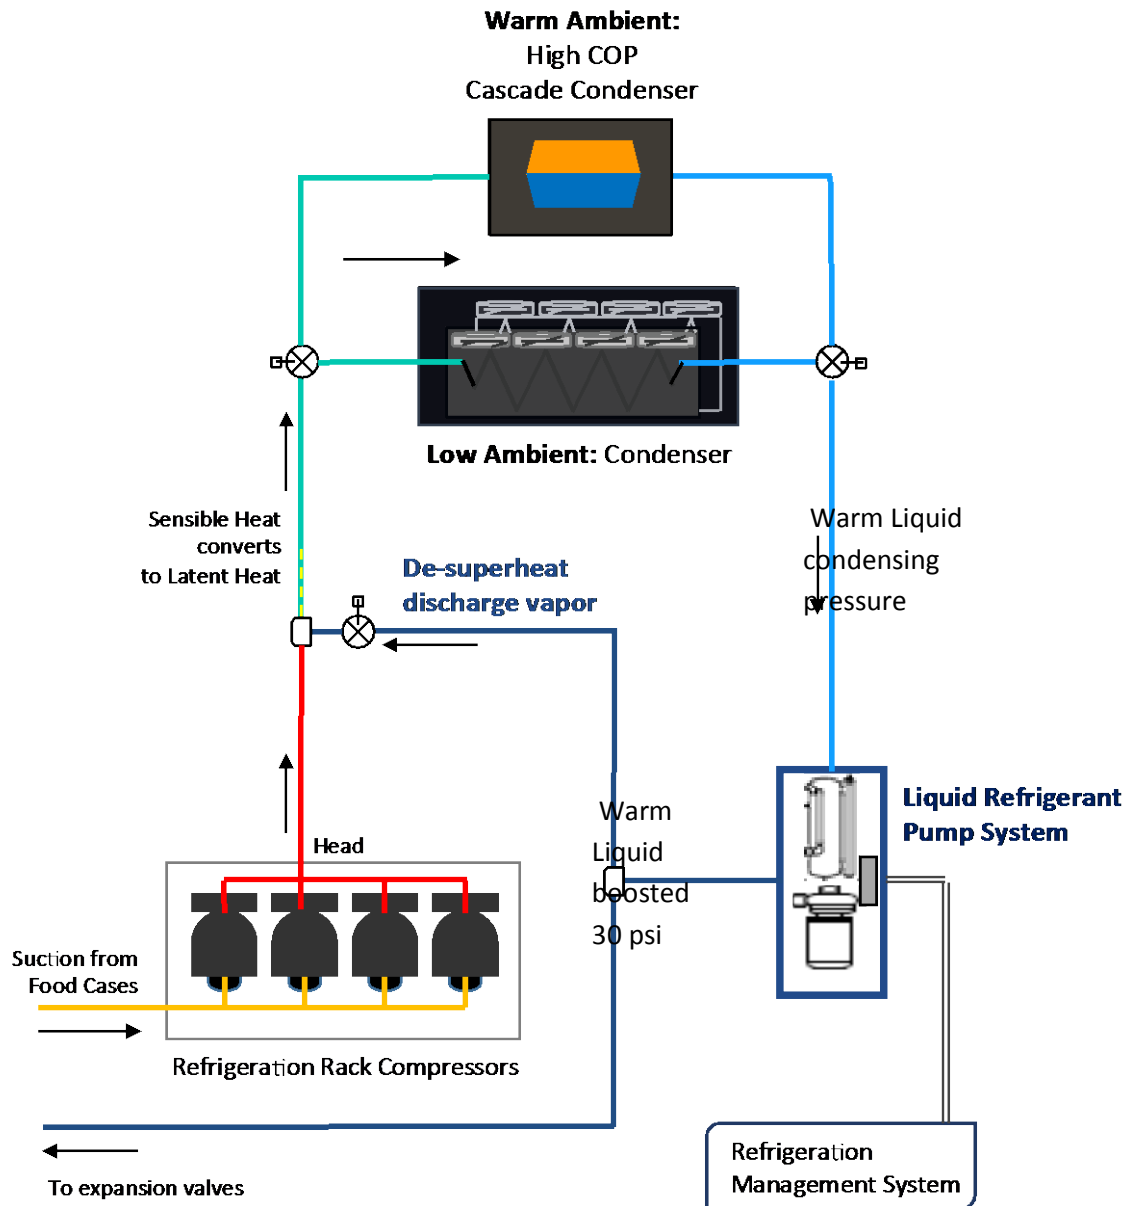 Warm Ambient:
High COP
Cascade Condenser
Low Ambient: Condenser
Sensible Heat
converts
to Latent Heat
De-superheat
discharge vapor
Warm Liquid
condensing
pressure
Liquid Refrigerant
Pump System
Warm
Liquid
boosted
30 psi
Head
Suction from
Food Cases
Refrigeration Rack Compressors
To expansion valves
Refrigeration
Management System